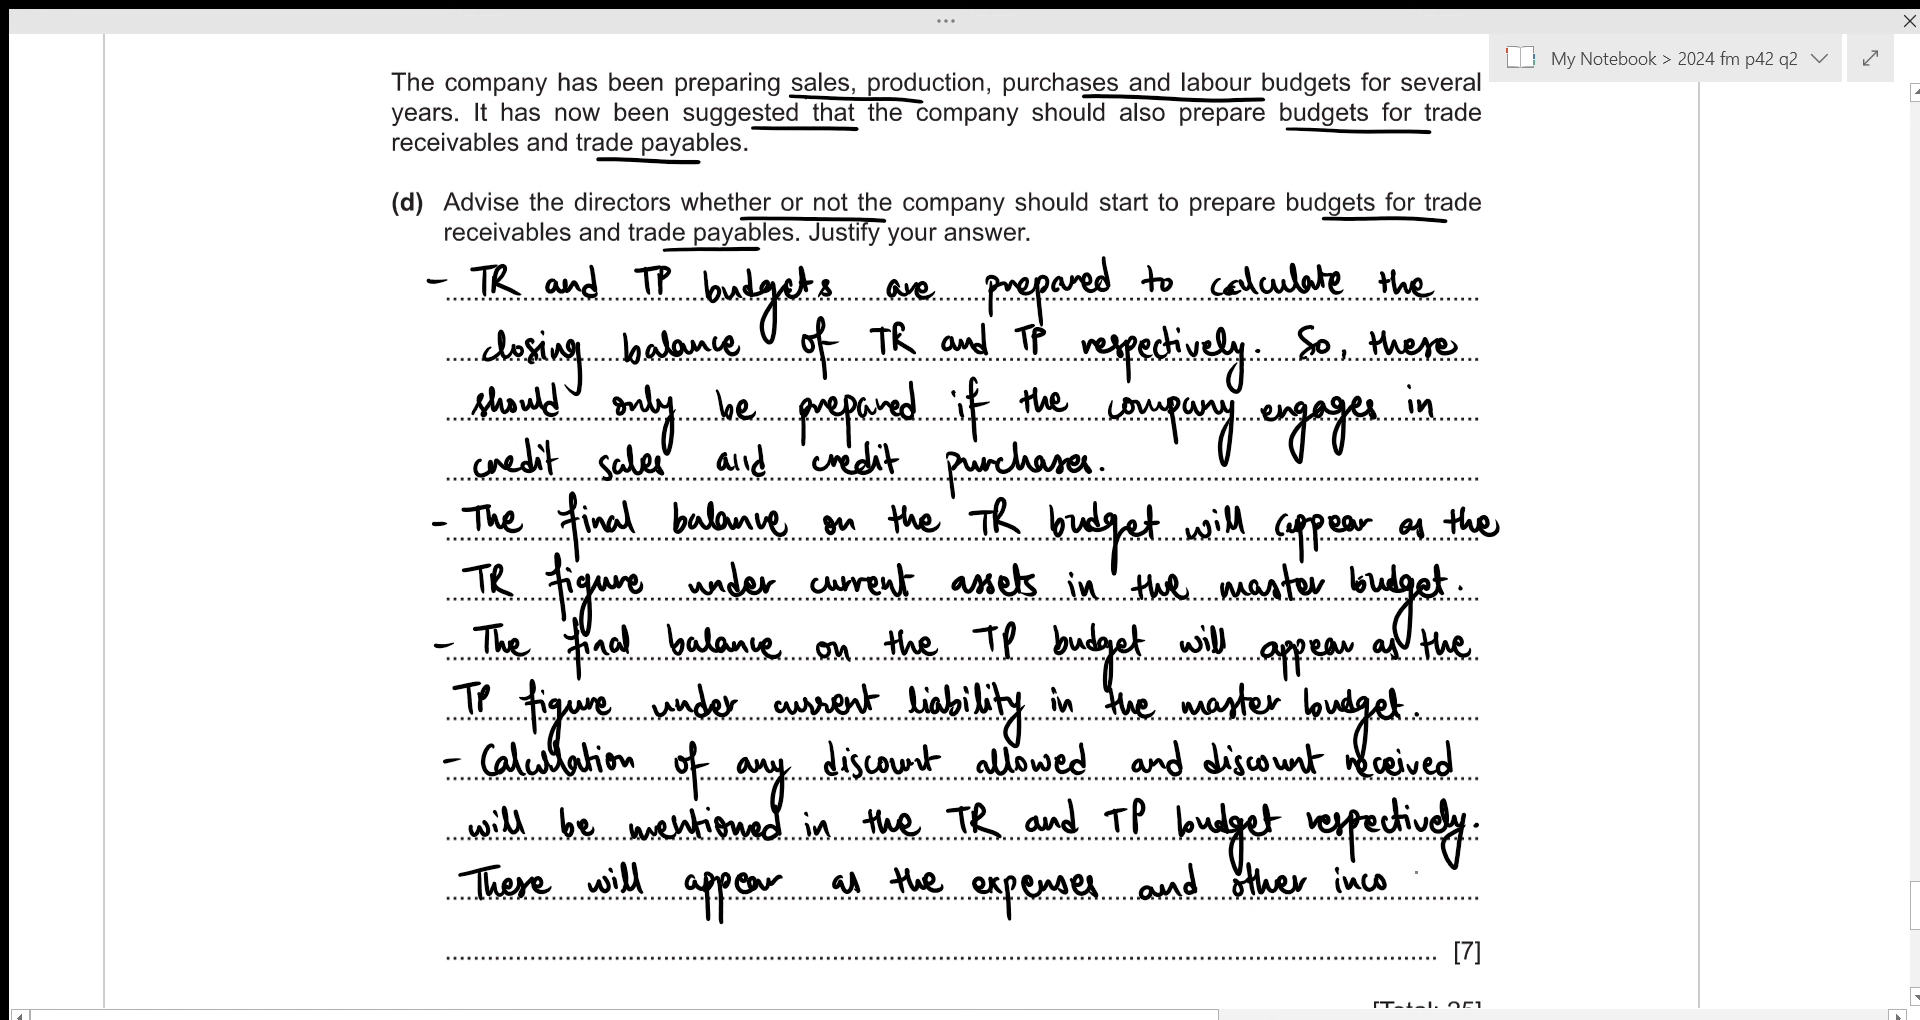 My Notebook > 2024 fm p42 q2
The company has been preparing sales, production, purchases and labour budgets for several
years. It has now been suggested that the company should also prepare budgets for trade
receivables and trade payables.
(d) Advise the directors whether or not the company should start to prepare budgets for trade
receivables and trade payables. Justify your answer.
- TR and TP budgets are prepared to calculate the
closing balance of TR and TP respectively. So, these
should only be prepared if the company engages in
credit sales and credit purchases.
- The final balance on the TR budget will appear as the
TR figure under current assets in the master budget.
- The final balance on the TP budget will appear as the
TP figure under current liability in the master budget.
- Calculation of any discount allowed and discount received
will be mentioned in the TR and TP budget respectively.
These will appear as the expenses and other inco
[7]